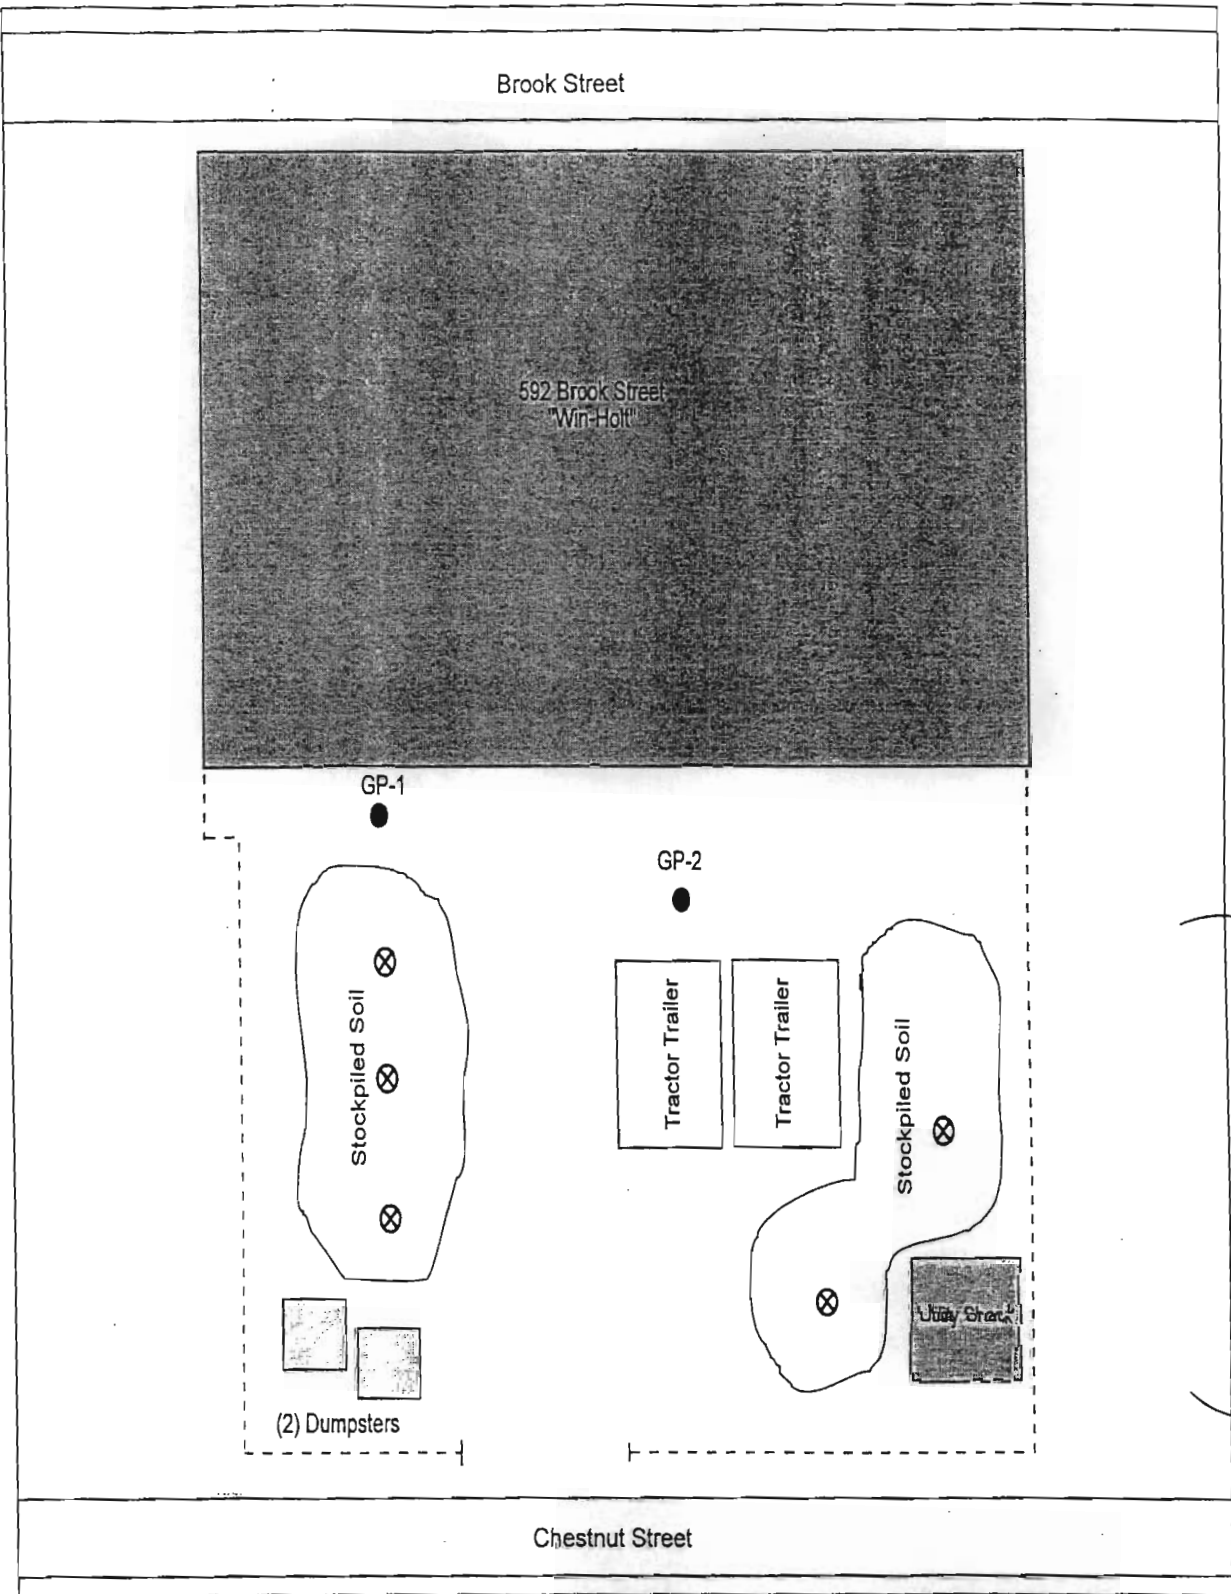 Brook Street
592 Brook Street
"Win-Holt"
GP-1
GP-2
Stockpiled Soil
Tractor Trailer
Tractor Trailer
Stockpiled Soil
Utility
(2) Dumpsters
Chestnut Street